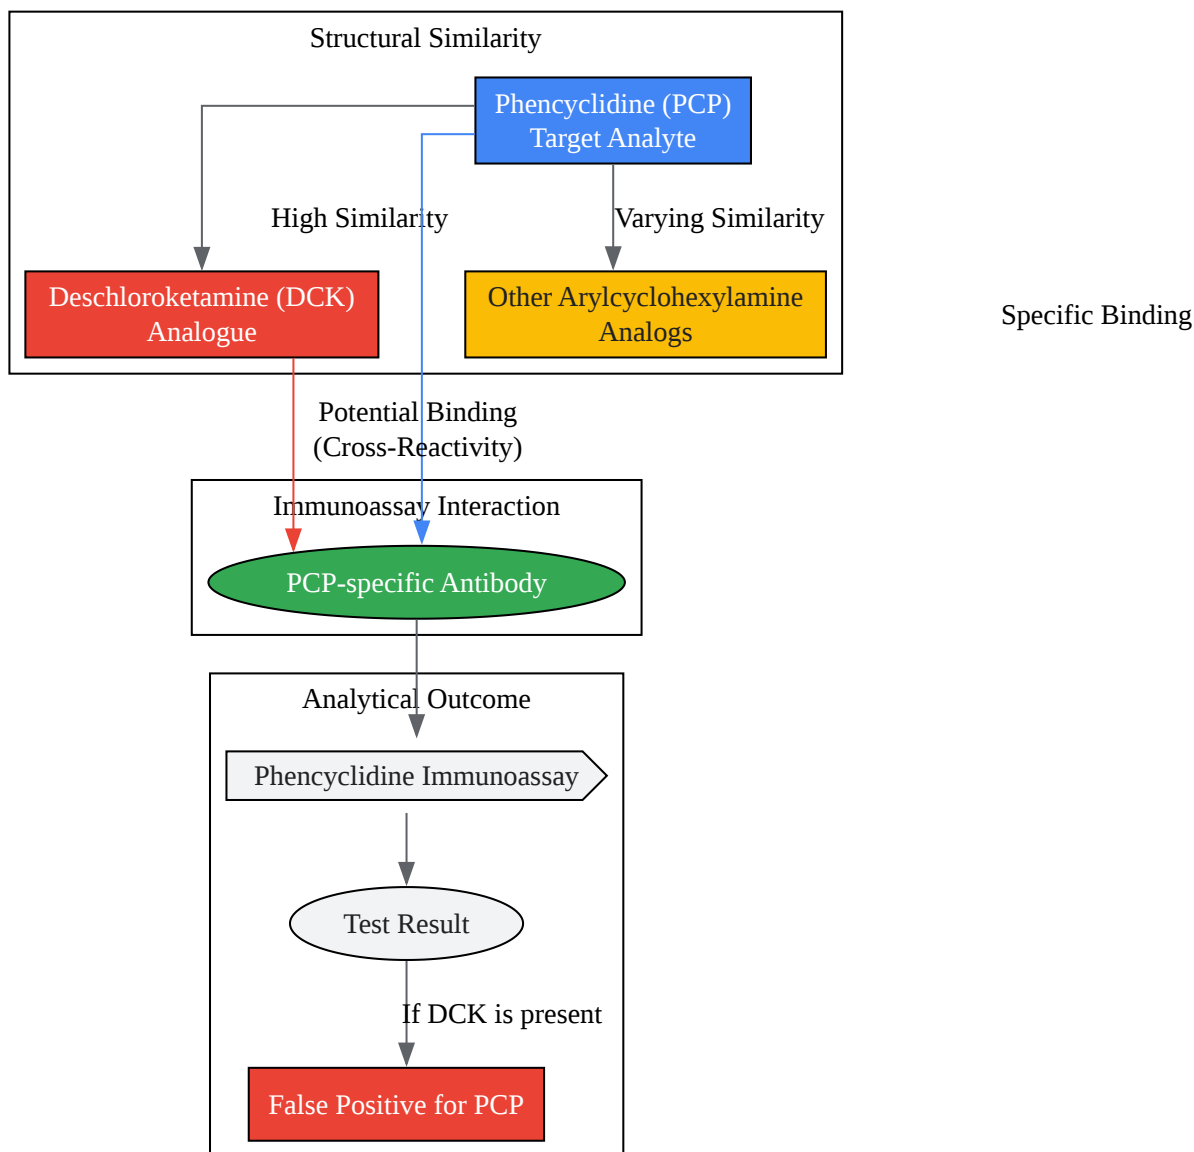 Structural Similarity
Phencyclidine (PCP)
Target Analyte
High Similarity
Varying Similarity
Deschloroketamine (DCK)
Analogue
Other Arylcyclohexylamine
Analogs
Specific Binding
Potential Binding
(Cross-Reactivity)
Immunoassay Interaction
PCP-specific Antibody
Analytical Outcome
Phencyclidine Immunoassay
Test Result
If DCK is present
False Positive for PCP